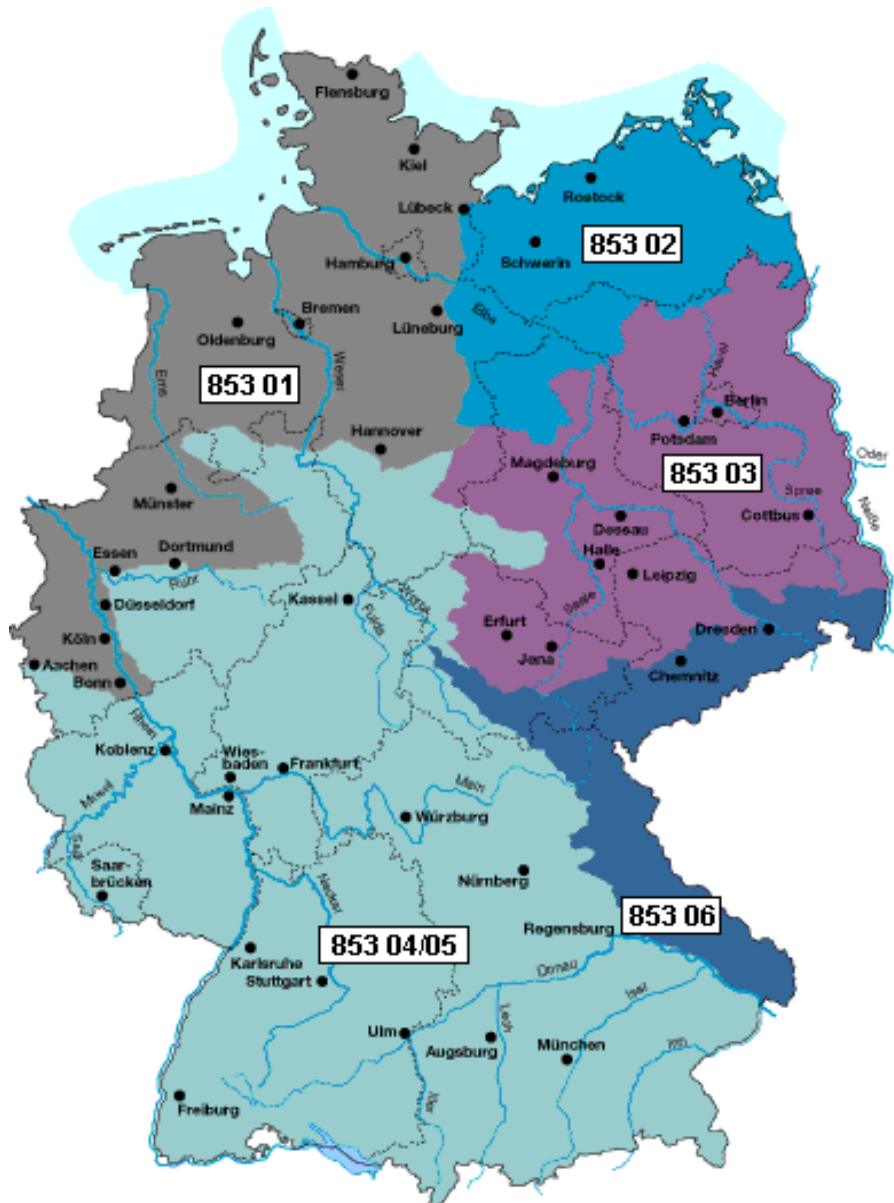 Flensburg
Kiel
Rostock
Lübeck
Schwerin
853 02
Hamburg
Bremen
Oldenburg
Lüneburg
Elbe
Weser
Ems
853 01
Havel
Berlin
Hannover
Potsdam
Magdeburg
853 03
Oder
Münster
Spree
Neiße
Dessau
Cottbus
Essen
Dortmund
Halle
Ruhr
Leipzig
Düsseldorf
Kassel
Fulda
Saale
Köln
Erfurt
Dresden
Aachen
Jena
Chemnitz
Bonn
Rhein
Koblenz
Wies-
baden
Frankfurt
Mosel
Mainz
Main
Würzburg
Saar
Saar-
brücken
Neckar
Nürnberg
853 06
Regensburg
853 04/05
Karlsruhe
Stuttgart
Donau
Isar
Lech
Ulm
Augsburg
München
Inn
Iller
Freiburg